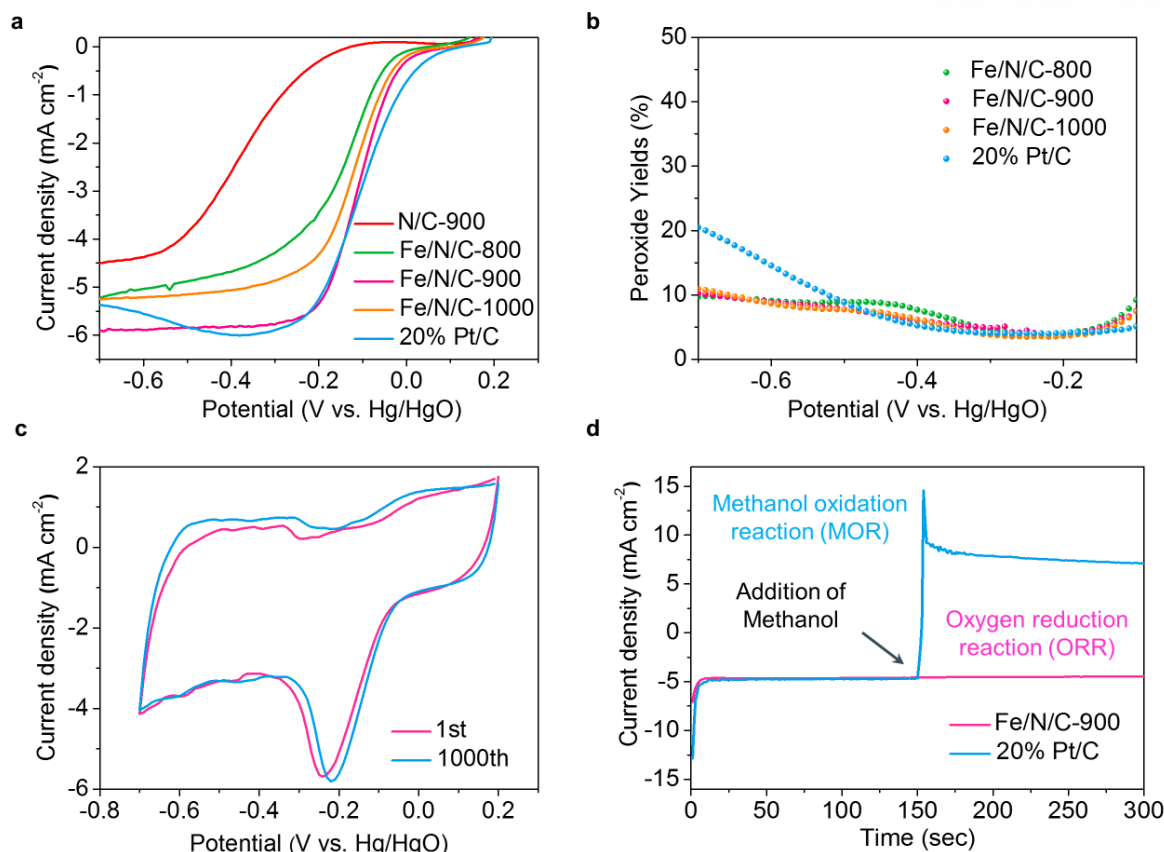 a
0
-1
-2
-3
-4
-5
-6
Current density (mA cm-2)
N/C-900
Fe/N/C-800
Fe/N/C-900
Fe/N/C-1000
20% Pt/C
-0.6 -0.4 -0.2 0.0 0.2
Potential (V vs. Hg/HgO)
b
50
40
30
20
10
0
Peroxide Yields (%)
Fe/N/C-800
Fe/N/C-900
Fe/N/C-1000
20% Pt/C
-0.6 -0.4 -0.2
Potential (V vs. Hg/HgO)
c
2
0
-2
-4
-6
Current density (mA cm-2)
1st
1000th
-0.8 -0.6 -0.4 -0.2 0.0 0.2
Potential (V vs. Hg/HgO)
d
15
10
5
0
-5
-10
-15
Current density (mA cm-2)
Methanol oxidation
reaction (MOR)
Addition of
Methanol
Oxygen reduction
reaction (ORR)
Fe/N/C-900
20% Pt/C
0 50 100 150 200 250 300
Time (sec)